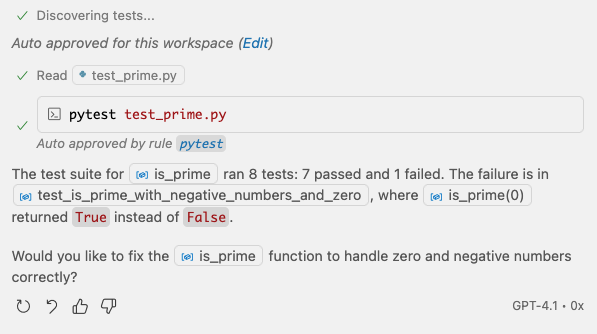 Discovering tests...
Auto approved for this workspace (Edit)
Read test_prime.py
pytest test_prime.py
Auto approved by rule pytest
The test suite for is_prime ran 8 tests: 7 passed and 1 failed. The failure is in
test_is_prime_with_negative_numbers_and_zero, where is_prime(0)
returned True instead of False.
Would you like to fix the is_prime function to handle zero and negative numbers
correctly?
GPT-4.1 • 0x